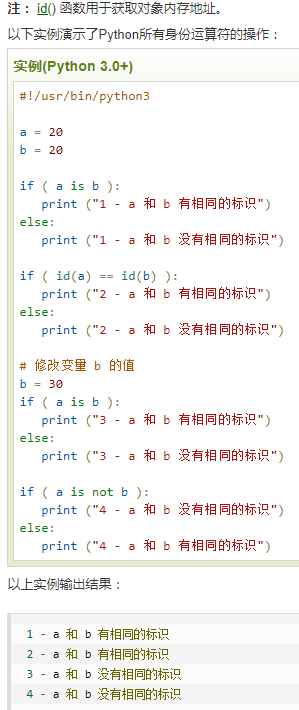 注： id() 函数用于获取对象内存地址。
以下实例演示了Python所有身份运算符的操作：
实例(Python 3.0+)
#!/usr/bin/python3
a = 20
b = 20
if ( a is b ):
   print ("1 - a 和 b 有相同的标识")
else:
   print ("1 - a 和 b 没有相同的标识")
if ( id(a) == id(b) ):
   print ("2 - a 和 b 有相同的标识")
else:
   print ("2 - a 和 b 没有相同的标识")
# 修改变量 b 的值
b = 30
if ( a is b ):
   print ("3 - a 和 b 有相同的标识")
else:
   print ("3 - a 和 b 没有相同的标识")
if ( a is not b ):
   print ("4 - a 和 b 没有相同的标识")
else:
   print ("4 - a 和 b 有相同的标识")
以上实例输出结果：
1 - a 和 b 有相同的标识
2 - a 和 b 有相同的标识
3 - a 和 b 没有相同的标识
4 - a 和 b 没有相同的标识